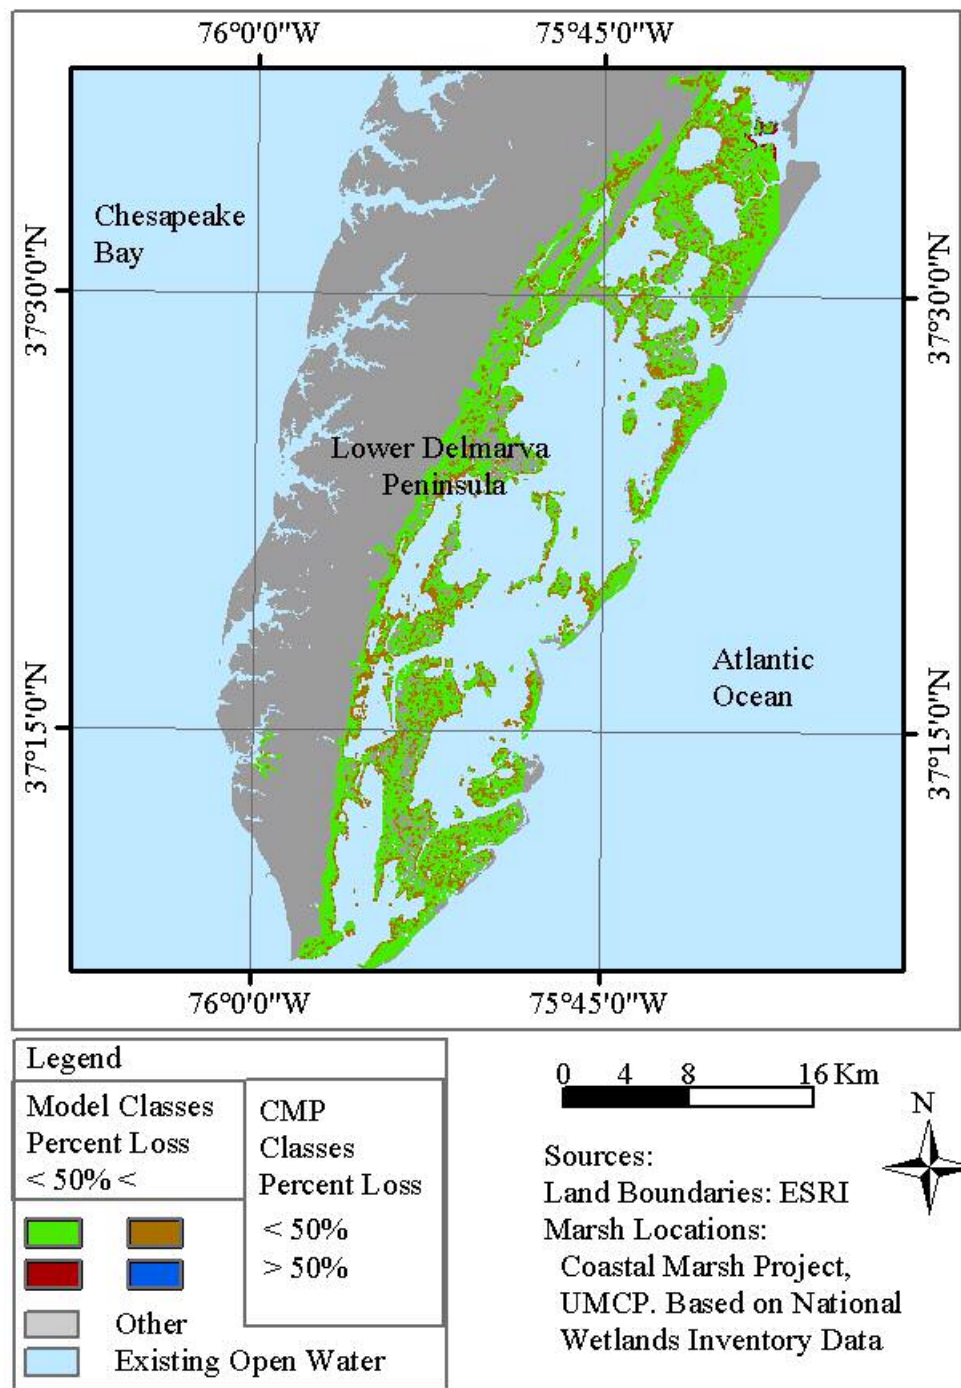 76°0'0"W 75°45'0"W
Chesapeake
Bay
37°30'0"N 37°30'0"N
Lower Delmarva
Peninsula
Atlantic
Ocean
37°15'0"N 37°15'0"N
76°0'0"W 75°45'0"W
Legend
Model Classes
Percent Loss
< 50% <
CMP
Classes
Percent Loss
< 50%
> 50%
Other
Existing Open Water
0 4 8 16 Km
N
Sources:
Land Boundaries: ESRI
Marsh Locations:
Coastal Marsh Project,
UMCP. Based on National
Wetlands Inventory Data